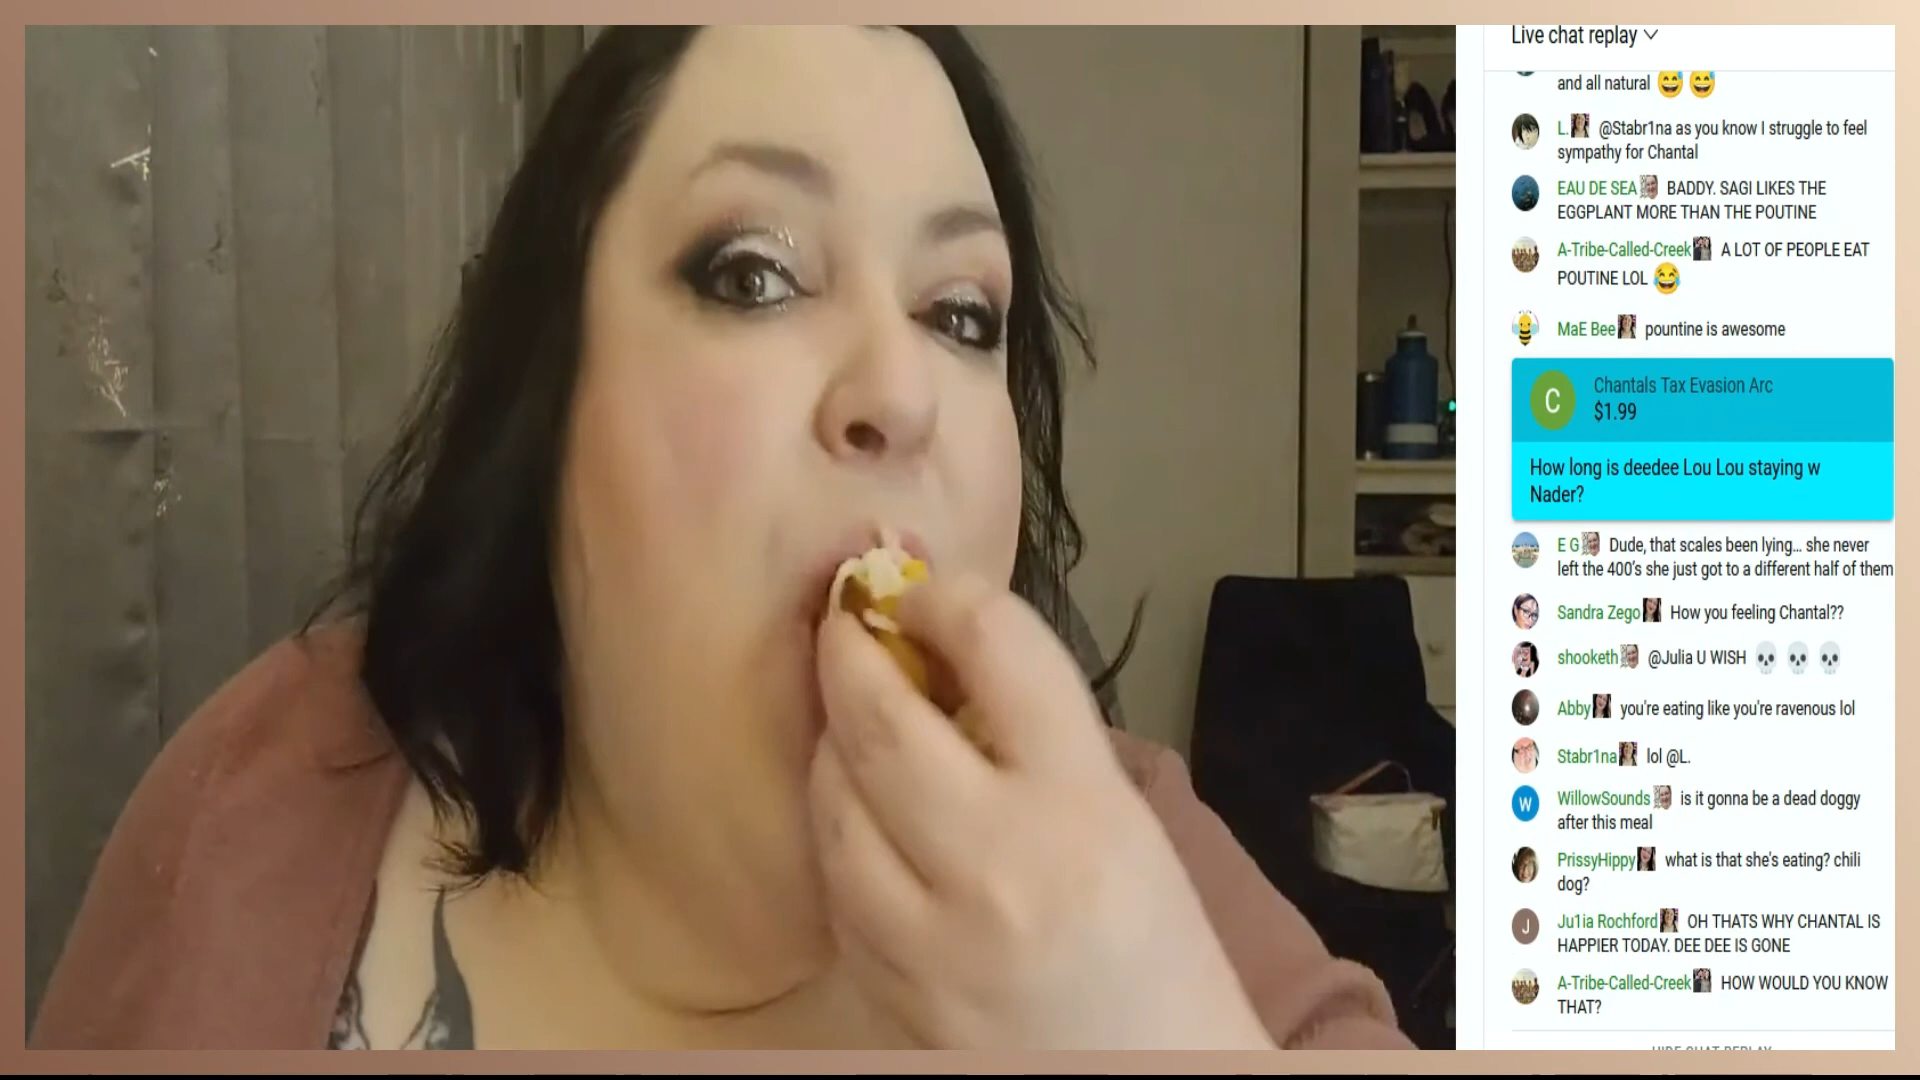 Live chat replay
and all natural 😅 😅
L. @Stabr1na as you know I struggle to feel
sympathy for Chantal
EAU DE SEA BADDY. SAGI LIKES THE
EGGPLANT MORE THAN THE POUTINE
A-Tribe-Called-Creek A LOT OF PEOPLE EAT
POUTINE LOL 😂
MaE Bee pountine is awesome
C
Chantals Tax Evasion Arc
$1.99
How long is deedee Lou Lou staying w
Nader?
E G Dude, that scales been lying... she never
left the 400's she just got to a different half of them
Sandra Zego How you feeling Chantal??
shooketh @Julia U WISH 💀 💀 💀
Abby you're eating like you're ravenous lol
Stabr1na lol @L.
W
WillowSounds is it gonna be a dead doggy
after this meal
PrissyHippy what is that she's eating? chili
dog?
J
Ju1ia Rochford OH THATS WHY CHANTAL IS
HAPPIER TODAY. DEE DEE IS GONE
A-Tribe-Called-Creek HOW WOULD YOU KNOW
THAT?
HIDE CHAT REPLAY